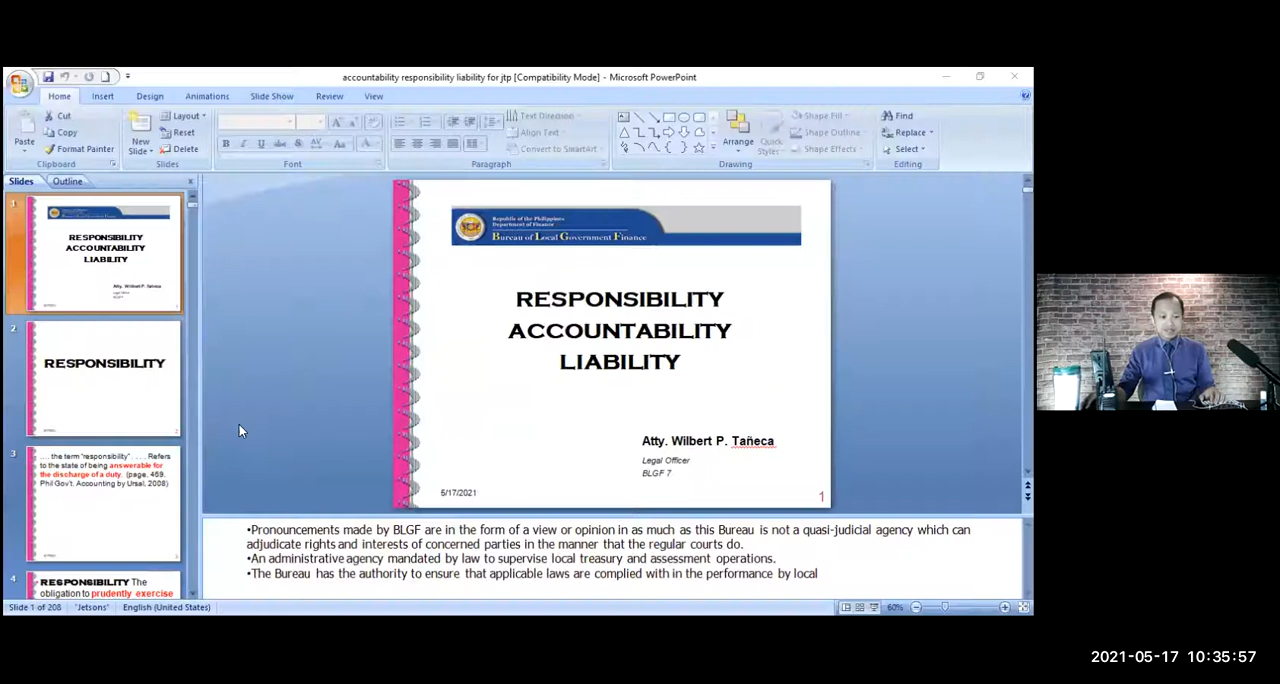 accountability responsibility liability for jtp [Compatibility Mode] - Microsoft PowerPoint
Home Insert Design Animations Slide Show Review View
Paste
Cut
Copy
Format Painter
Clipboard
New
Slide
Layout
Reset
Delete
Slides
Font
Text Direction
Align Text
Convert to SmartArt
Paragraph
Arrange
Quick
Styles
Shape Fill
Shape Outline
Shape Effects
Drawing
Find
Replace
Select
Editing
Slides Outline
1
RESPONSIBILITY
ACCOUNTABILITY
LIABILITY
Atty. Wilbert P. Tañeca
2
RESPONSIBILITY
3
.... the term "responsibility" .... Refers
to the state of being answerable for
the discharge of a duty. (page, 459.
Phil Gov't. Accounting by Ursal, 2008)
4
RESPONSIBILITY The
obligation to prudently exercise
Republic of the Philippines
Department of Finance
Bureau of Local Government Finance
RESPONSIBILITY
ACCOUNTABILITY
LIABILITY
Atty. Wilbert P. Tañeca
Legal Officer
BLGF 7
5/17/2021
1
•Pronouncements made by BLGF are in the form of a view or opinion in as much as this Bureau is not a quasi-judicial agency which can
adjudicate rights and interests of concerned parties in the manner that the regular courts do.
•An administrative agency mandated by law to supervise local treasury and assessment operations.
•The Bureau has the authority to ensure that applicable laws are complied with in the performance by local
Slide 1 of 208 "Jetsons" English (United States) 60%
2021-05-17 10:35:57